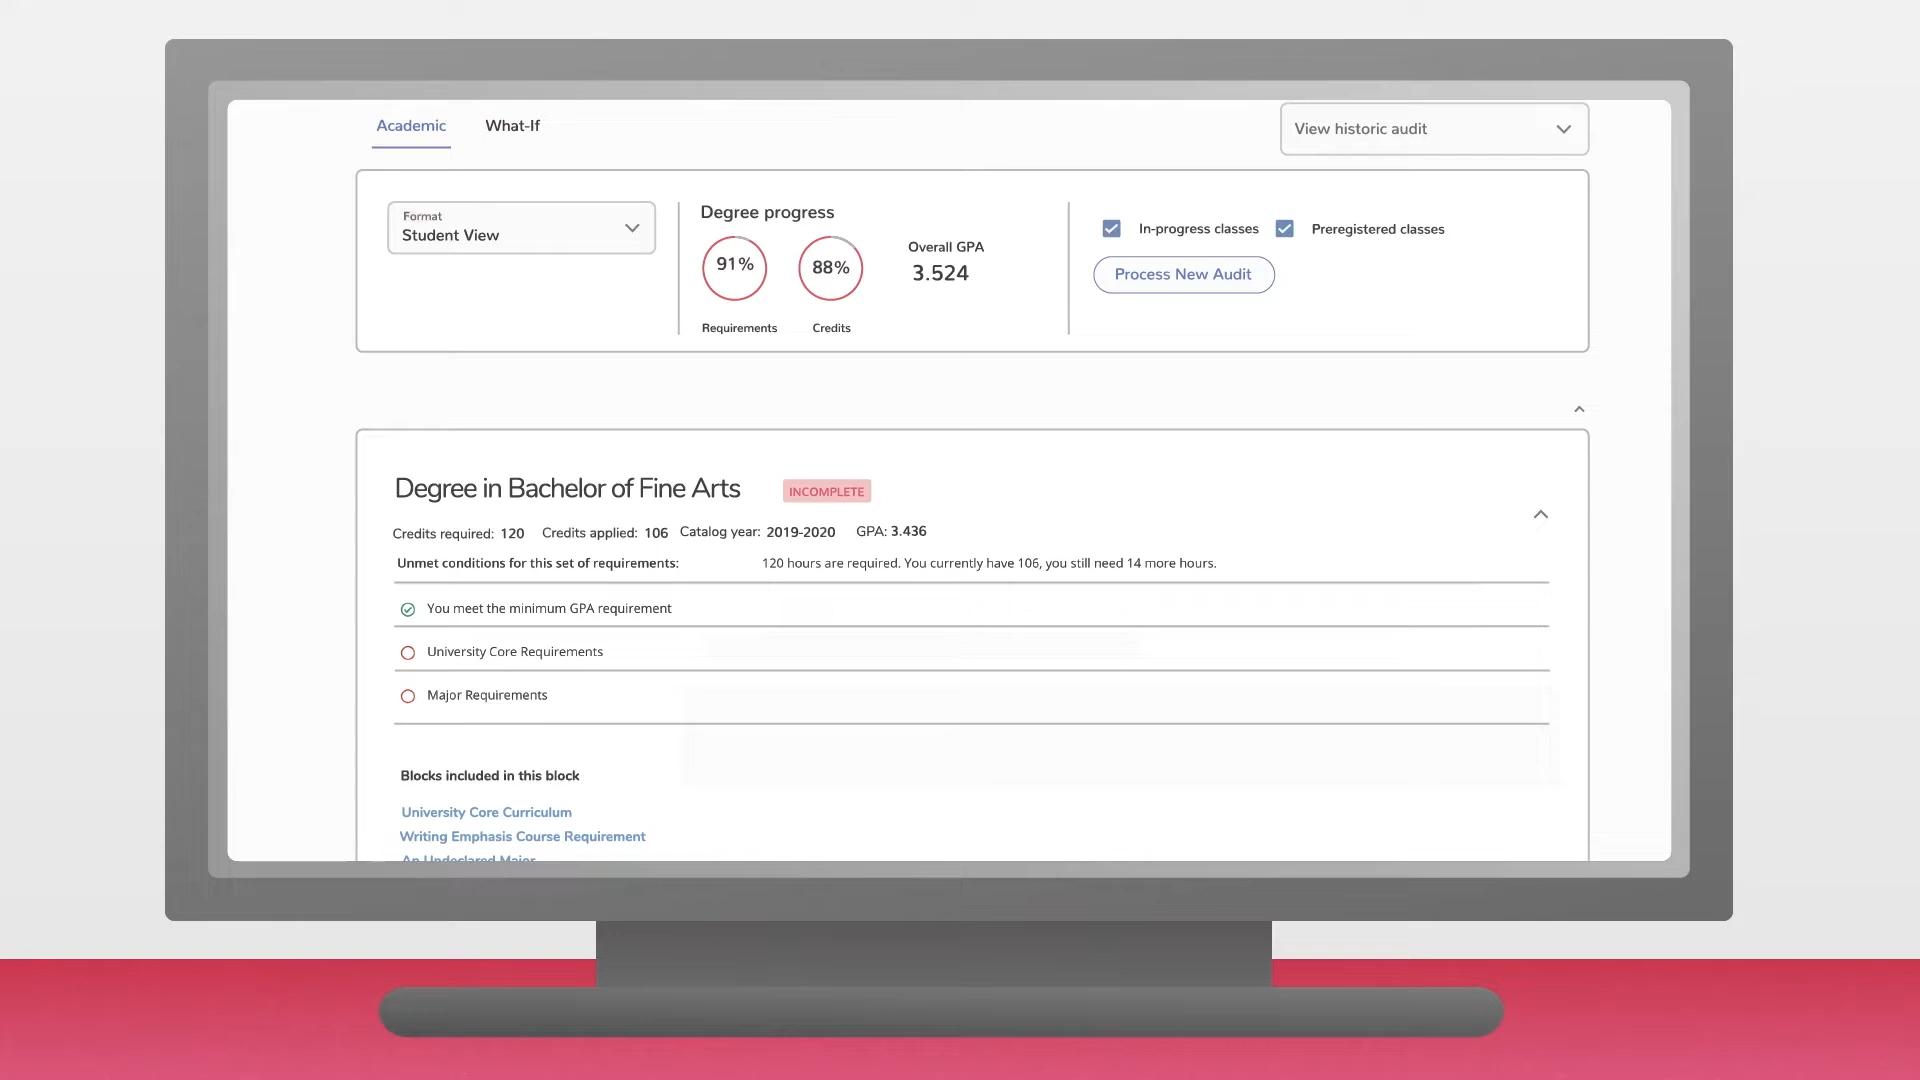 Academic What-If View historic audit
Format
Student View
Degree progress
91% 88%
Requirements Credits
Overall GPA
3.524
In-progress classes Preregistered classes
Process New Audit
Degree in Bachelor of Fine Arts INCOMPLETE
Credits required: 120 Credits applied: 106 Catalog year: 2019-2020 GPA: 3.436
Unmet conditions for this set of requirements: 120 hours are required. You currently have 106, you still need 14 more hours.
You meet the minimum GPA requirement
University Core Requirements
Major Requirements
Blocks included in this block
University Core Curriculum
Writing Emphasis Course Requirement
An Undeclared Major